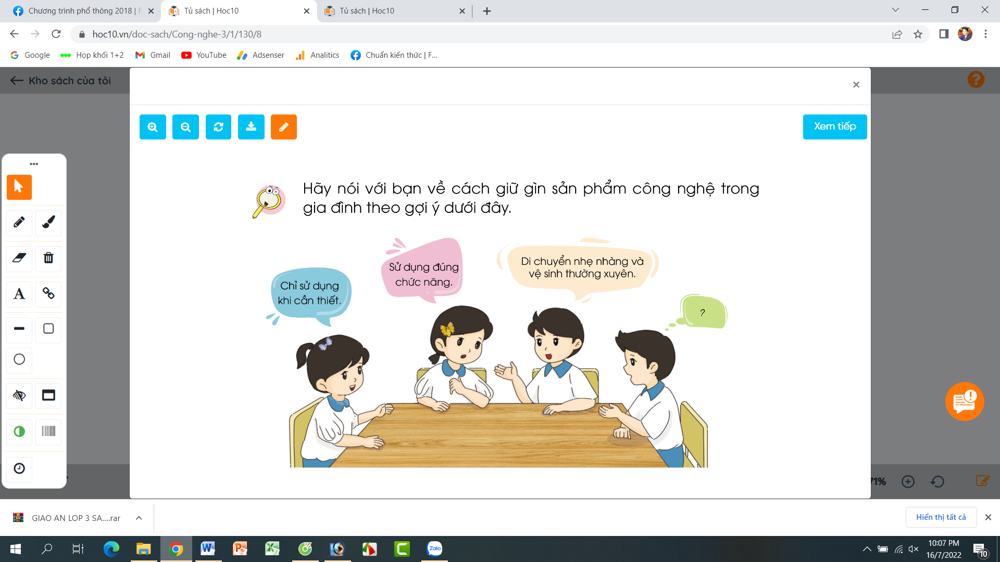 Chương trình phổ thông 2018 | F
Tủ sách | Hoc10
Tủ sách | Hoc10
hoc10.vn/doc-sach/Cong-nghe-3/1/130/8
Google
Họp khối 1+2
Gmail
YouTube
Adsenser
Analitics
Chuẩn kiến thức | F...
Kho sách của tôi
Xem tiếp
Hãy nói với bạn về cách giữ gìn sản phẩm công nghệ trong
gia đình theo gợi ý dưới đây.
Chỉ sử dụng
khi cần thiết.
Sử dụng đúng
chức năng.
Di chuyển nhẹ nhàng và
vệ sinh thường xuyên.
?
A
71%
GIAO AN LOP 3 SA....rar
Hiển thị tất cả
Zalo
10:07 PM
16/7/2022
10